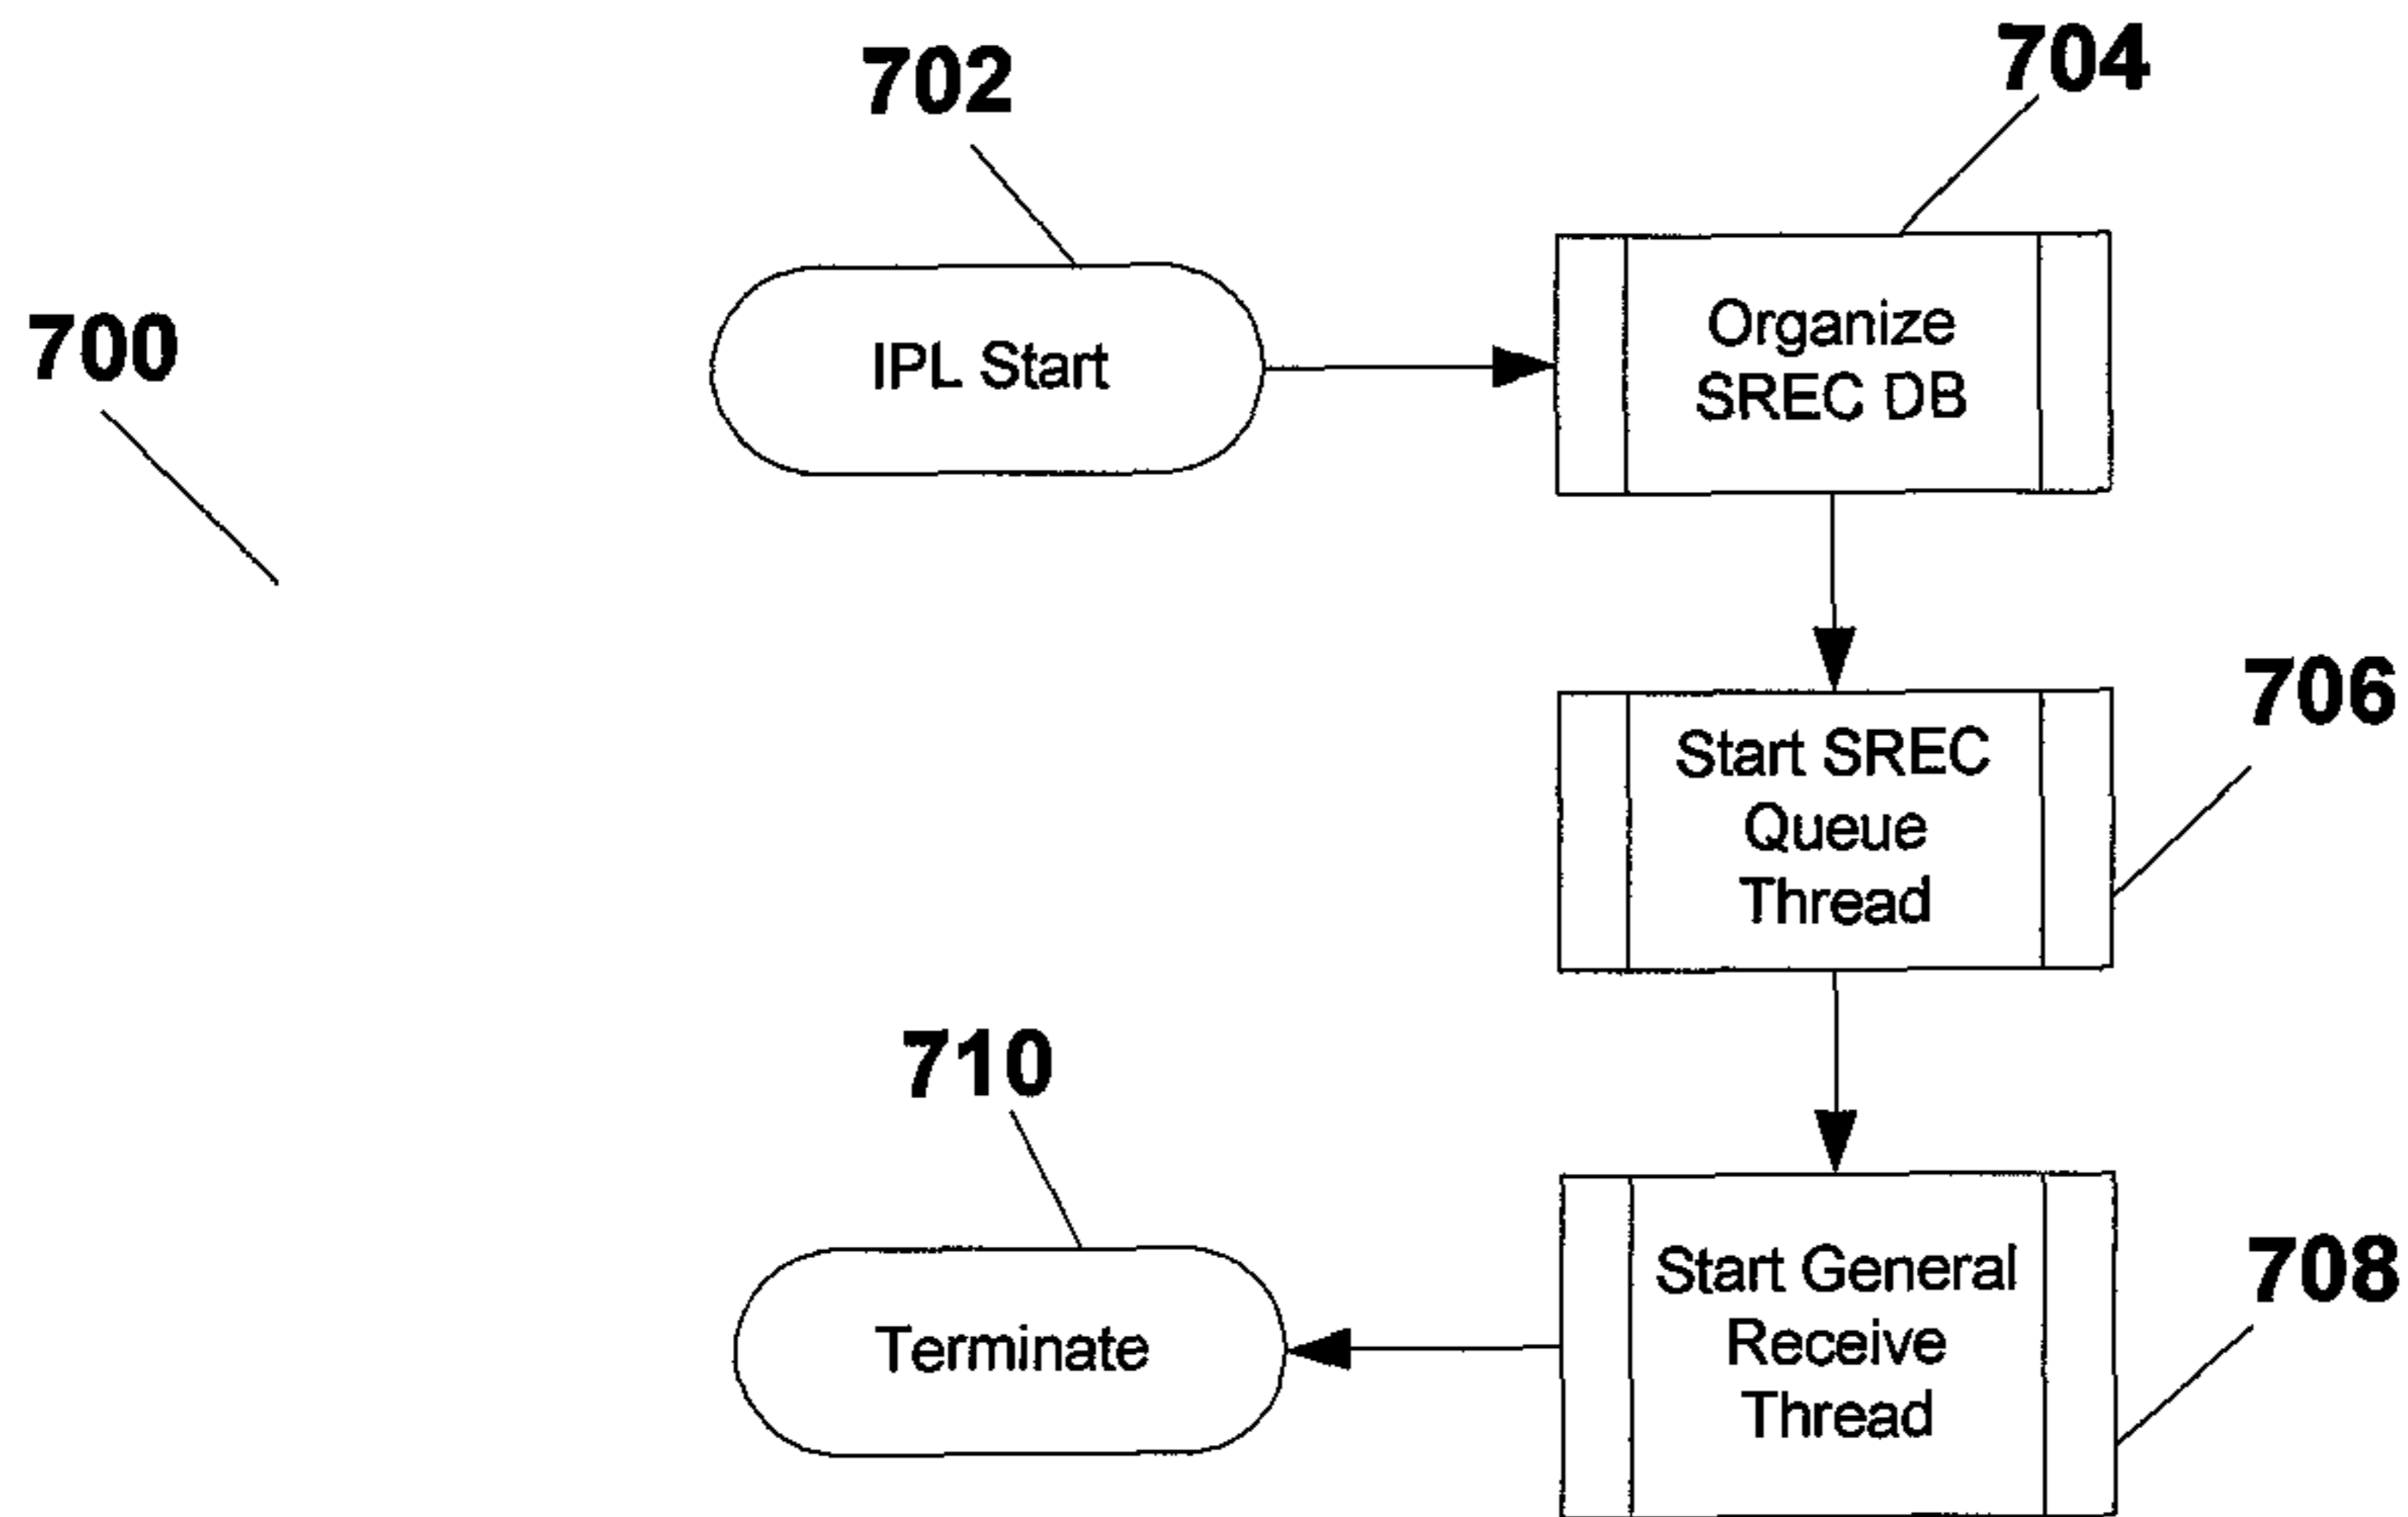 702
704
700
IPL Start
Organize
SREC DB
706
Start SREC
Queue
Thread
710
708
Start General
Receive
Thread
Terminate